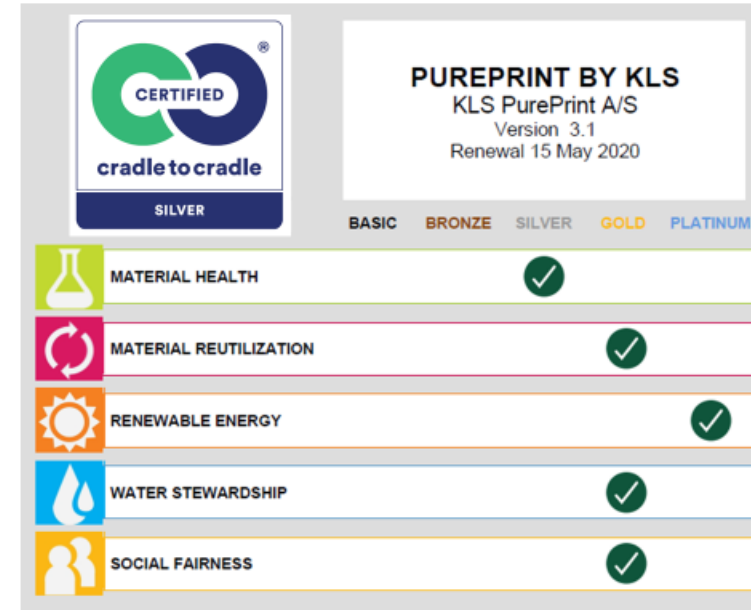 ®
CERTIFIED
cradle to cradle
SILVER
PUREPRINT BY KLS
KLS PurePrint A/S
Version 3.1
Renewal 15 May 2020
BASIC BRONZE SILVER GOLD PLATINUM
MATERIAL HEALTH
MATERIAL REUTILIZATION
RENEWABLE ENERGY
WATER STEWARDSHIP
SOCIAL FAIRNESS